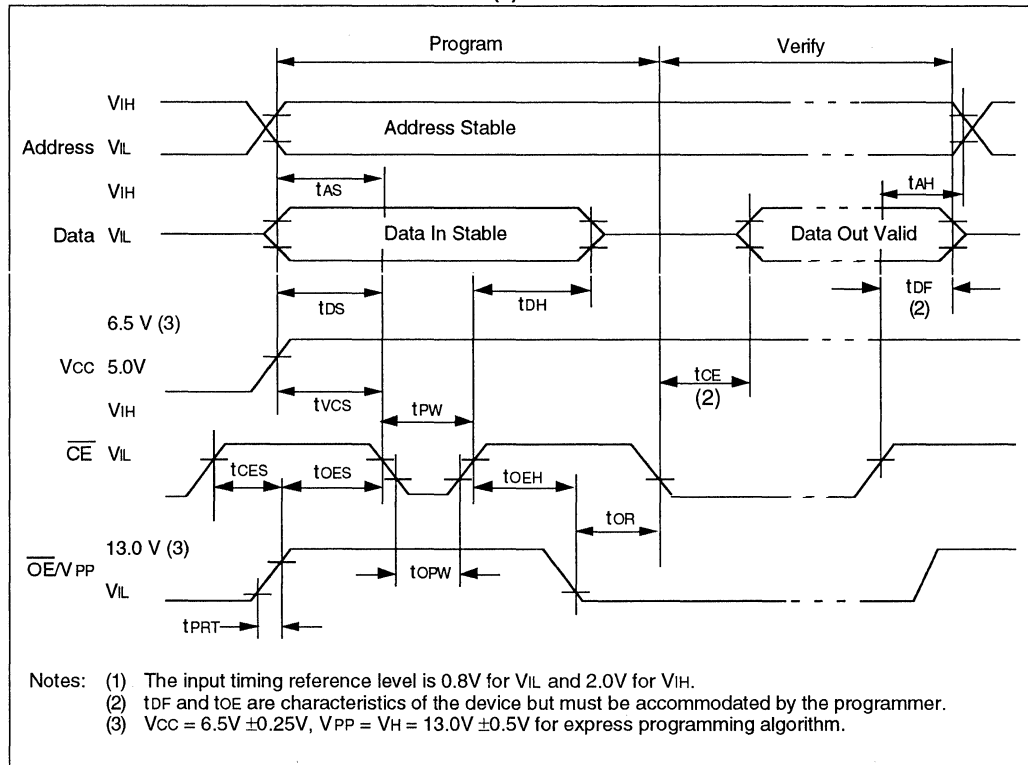 Program
Verify
VIH
Address Stable
Address VIL
tAS
tAH
VIH
Data VIL
Data In Stable
Data Out Valid
tDS
tDH
tDF
(2)
6.5 V (3)
VCC 5.0V
tCE
(2)
tVCS
tPW
VIH
CE VIL
tCES
tOES
tOEH
tOR
13.0 V (3)
OE/VPP
tOPW
VIL
tPRT
Notes: (1) The input timing reference level is 0.8V for VIL and 2.0V for VIH.
(2) tDF and tOE are characteristics of the device but must be accommodated by the programmer.
(3) VCC = 6.5V ±0.25V, VPP = VH = 13.0V ±0.5V for express programming algorithm.